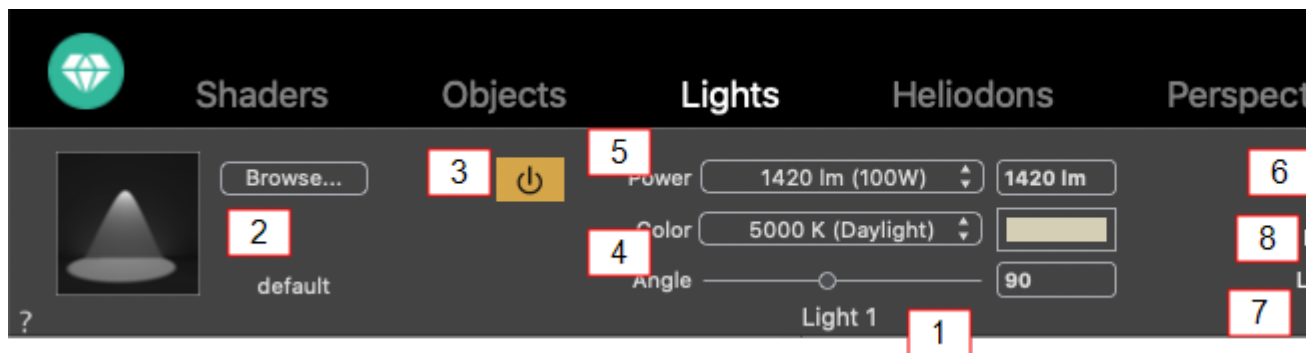 Shaders Objects Lights Heliodons Perspect
5 6
3 Power 1420 lm (100W) 1420 lm
Browse...
2 Color 5000 K (Daylight) 8
4
default Angle 90 L
7
? Light 1 1